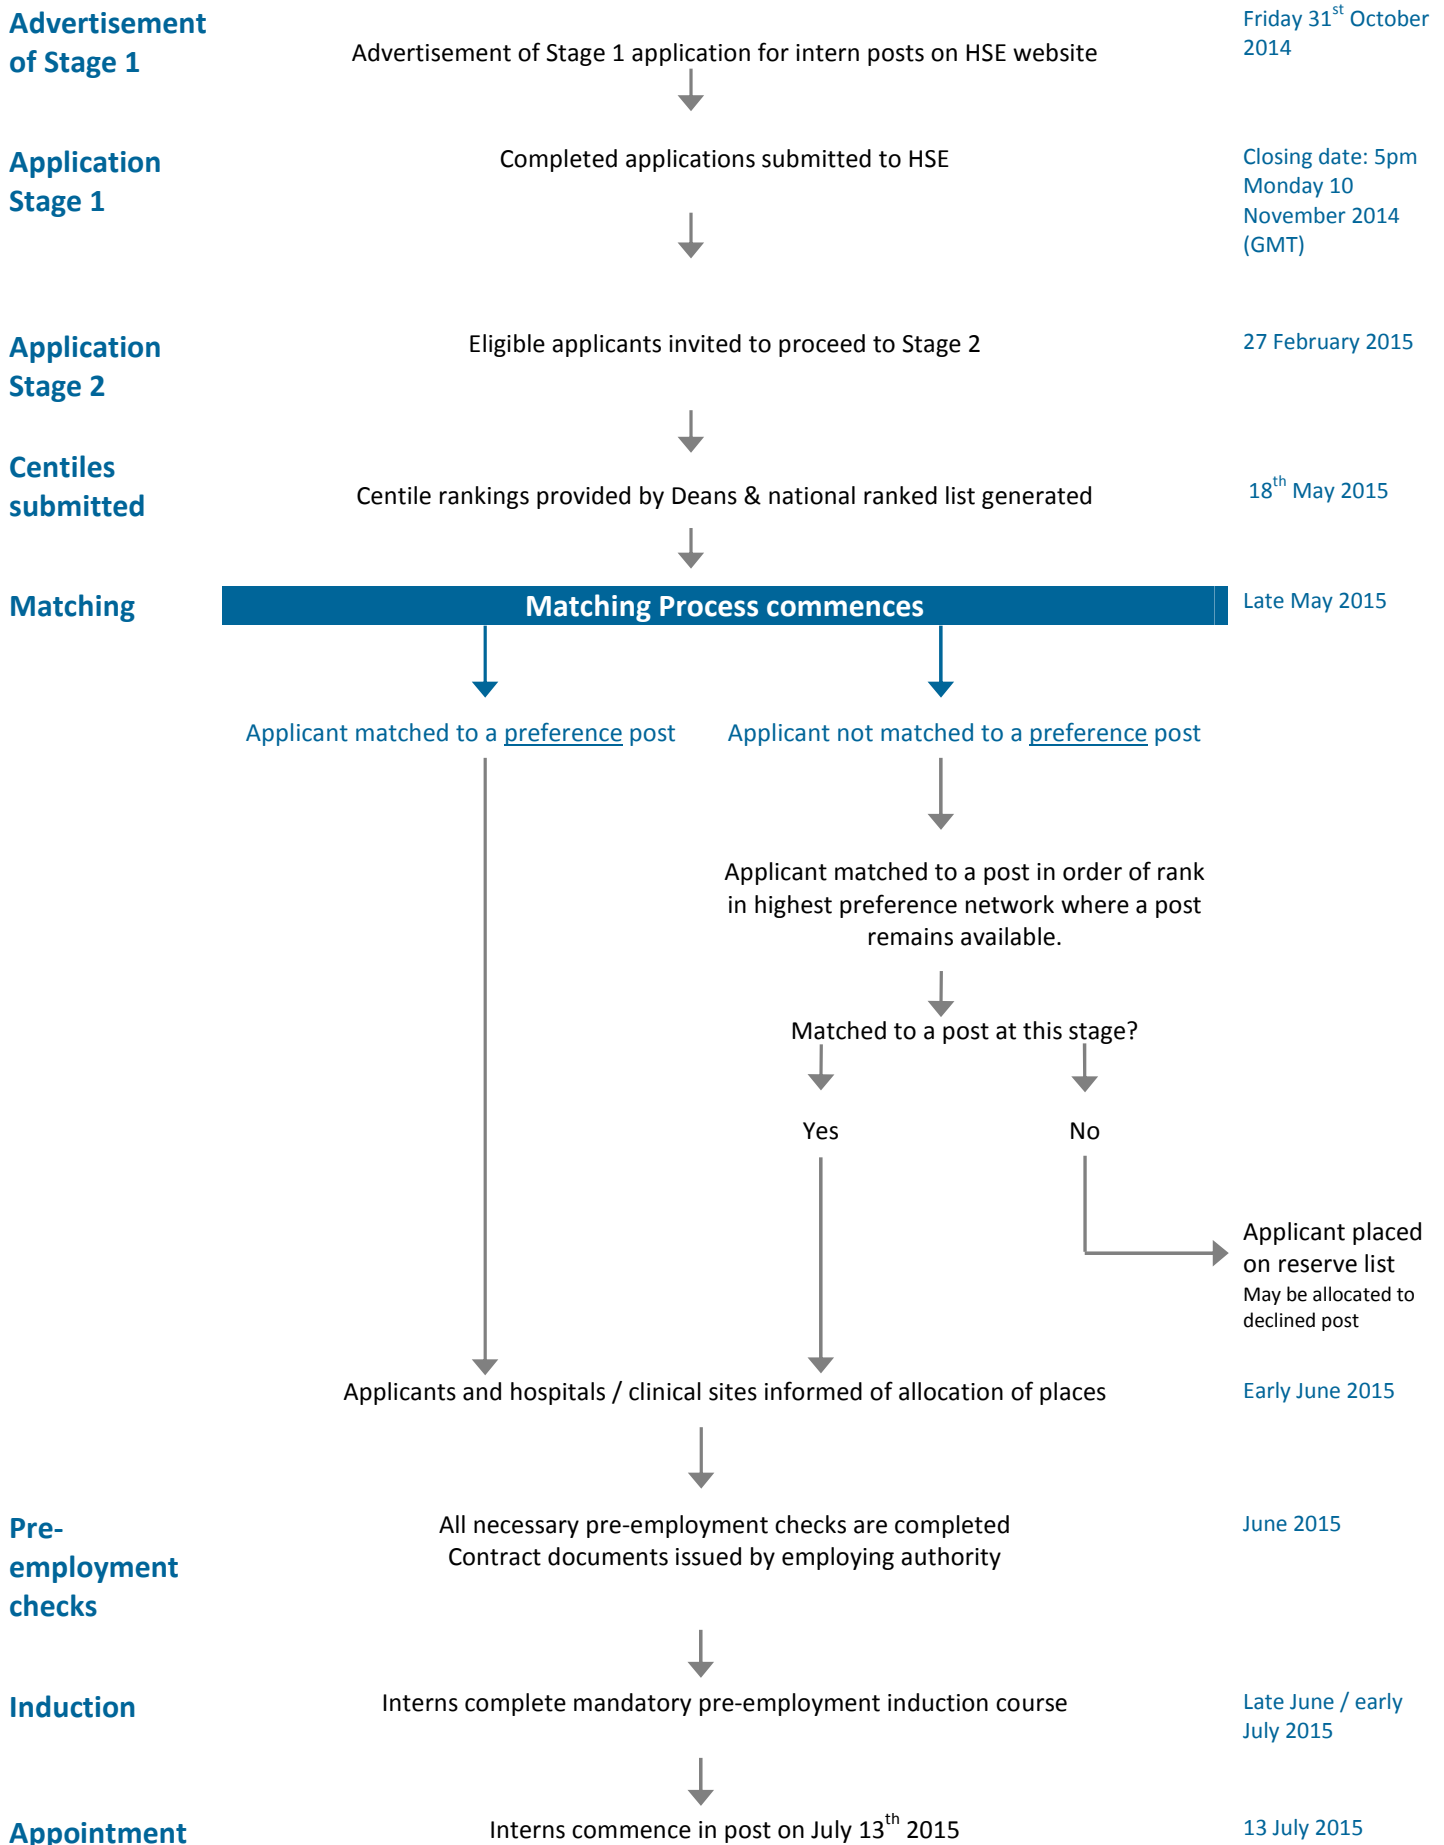 Advertisement
of Stage 1
Advertisement of Stage 1 application for intern posts on HSE website
Friday 31st October
2014
Application
Stage 1
Completed applications submitted to HSE
Closing date: 5pm
Monday 10
November 2014
(GMT)
Application
Stage 2
Eligible applicants invited to proceed to Stage 2
27 February 2015
Centiles
submitted
Centile rankings provided by Deans & national ranked list generated
18th May 2015
Matching
Matching Process commences
Late May 2015
Applicant matched to a preference post
Applicant not matched to a preference post
Applicant matched to a post in order of rank
in highest preference network where a post
remains available.
Matched to a post at this stage?
Yes
No
Applicant placed
on reserve list
May be allocated to
declined post
Applicants and hospitals / clinical sites informed of allocation of places
Early June 2015
Pre-
employment
checks
All necessary pre-employment checks are completed
Contract documents issued by employing authority
June 2015
Induction
Interns complete mandatory pre-employment induction course
Late June / early
July 2015
Appointment
Interns commence in post on July 13th 2015
13 July 2015